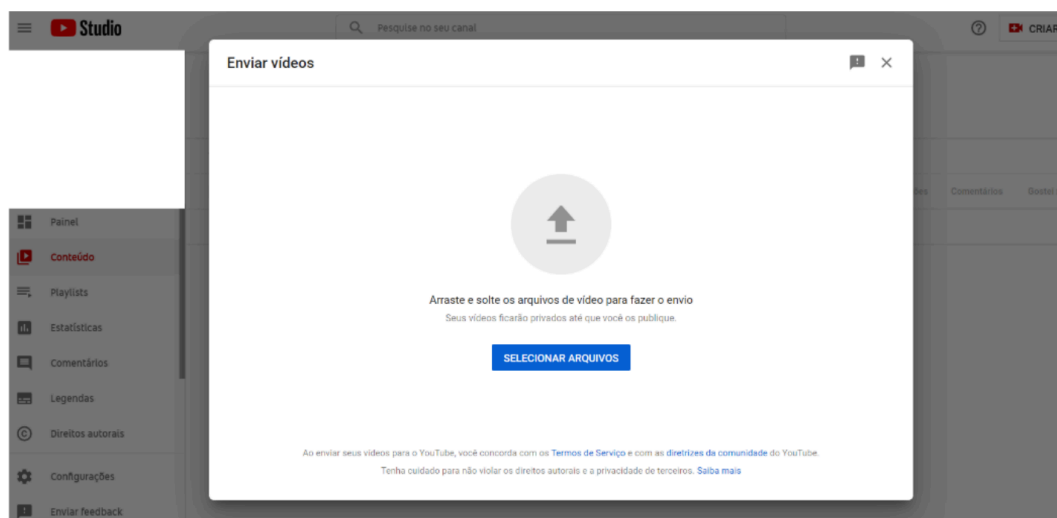 Studio
Pesquise no seu canal
CRIAR
Enviar vídeos
Comentários
Painel
Conteúdo
Playlists
Estatísticas
Comentários
Legendas
Direitos autorais
Configurações
Enviar feedback
Arraste e solte os arquivos de vídeo para fazer o envio
Seus vídeos ficarão privados até que você os publique.
SELECIONAR ARQUIVOS
Ao enviar seus vídeos para o YouTube, você concorda com os Termos de Serviço e com as diretrizes da comunidade do YouTube.
Tenha cuidado para não violar os direitos autorais e a privacidade de terceiros. Saiba mais